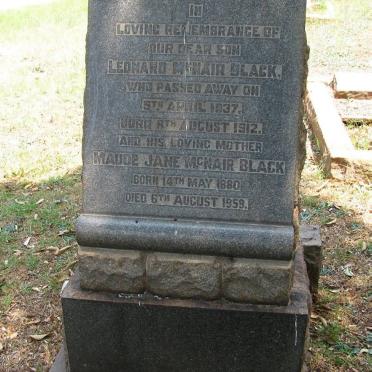 IN
LOVING REMEMBRANCE OF
OUR DEAR SON
LEONARD McNAIR BLACK.
WHO PASSED AWAY ON
5TH APRIL 1937.
BORN 8TH AUGUST 1912.
AND HIS LOVING MOTHER
MAUDE JANE McNAIR BLACK
BORN 14TH MAY 1880
DIED 6TH AUGUST 1959.